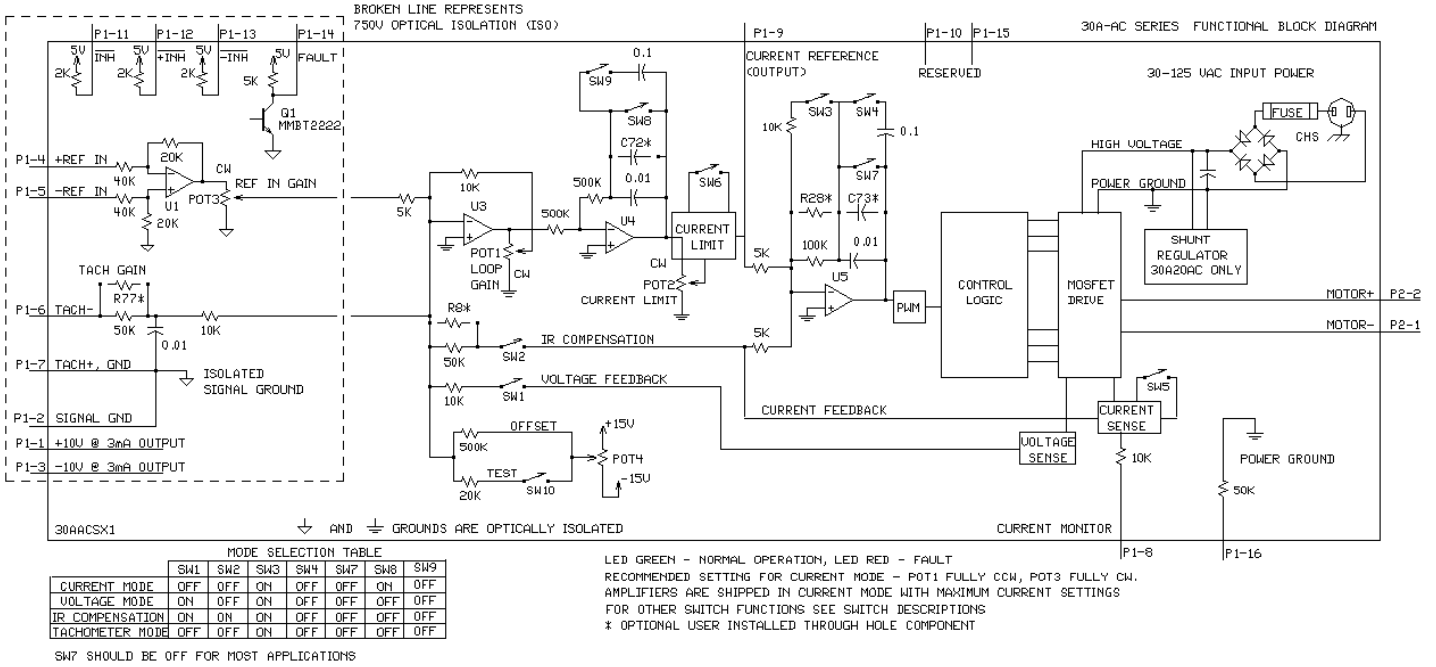 BROKEN LINE REPRESENTS
750V OPTICAL ISOLATION (ISO)
30A-AC SERIES FUNCTIONAL BLOCK DIAGRAM
P1-11
P1-12
P1-13
P1-14
P1-9
P1-10
P1-15
5V
INH
5V
+INH
5V
-INH
5V
FAULT
2K
2K
2K
5K
Q1
MMBT2222
0.1
SW9
SW8
C72*
0.01
CURRENT REFERENCE
(OUTPUT)
RESERVED
30-125 VAC INPUT POWER
FUSE
CHS
HIGH VOLTAGE
POWER GROUND
SHUNT
REGULATOR
30A20AC ONLY
SW3
SW4
10K
0.1
SW7
R28*
C73*
100K
0.01
P1-4 +REF IN
P1-5 -REF IN
40K
40K
20K
20K
U1
CW
POT3
REF IN GAIN
5K
10K
U3
POT1
LOOP
GAIN
CW
500K
500K
U4
SW6
CURRENT
LIMIT
CW
POT2
CURRENT LIMIT
5K
U5
PWM
CONTROL
LOGIC
MOSFET
DRIVE
MOTOR+ P2-2
MOTOR- P2-1
TACH GAIN
R77*
P1-6 TACH-
50K
10K
0.01
P1-7 TACH+, GND
ISOLATED
SIGNAL GROUND
P1-2 SIGNAL GND
P1-1 +10V @ 3mA OUTPUT
P1-3 -10V @ 3mA OUTPUT
R8*
50K
SW2
IR COMPENSATION
5K
10K
SW1
VOLTAGE FEEDBACK
CURRENT FEEDBACK
SW5
CURRENT
SENSE
VOLTAGE
SENSE
OFFSET
500K
TEST
20K
SW10
+15V
POT4
-15V
10K
POWER GROUND
50K
30AACSX1
AND
GROUNDS ARE OPTICALLY ISOLATED
CURRENT MONITOR
P1-8
P1-16
MODE SELECTION TABLE
SW1 SW2 SW3 SW4 SW7 SW8 SW9
CURRENT MODE OFF OFF ON OFF OFF ON OFF
VOLTAGE MODE ON OFF ON OFF OFF OFF OFF
IR COMPENSATION ON ON ON OFF OFF OFF OFF
TACHOMETER MODE OFF OFF ON OFF OFF OFF OFF
SW7 SHOULD BE OFF FOR MOST APPLICATIONS
LED GREEN - NORMAL OPERATION, LED RED - FAULT
RECOMMENDED SETTING FOR CURRENT MODE - POT1 FULLY CCW, POT3 FULLY CW.
AMPLIFIERS ARE SHIPPED IN CURRENT MODE WITH MAXIMUM CURRENT SETTINGS
FOR OTHER SWITCH FUNCTIONS SEE SWITCH DESCRIPTIONS
* OPTIONAL USER INSTALLED THROUGH HOLE COMPONENT